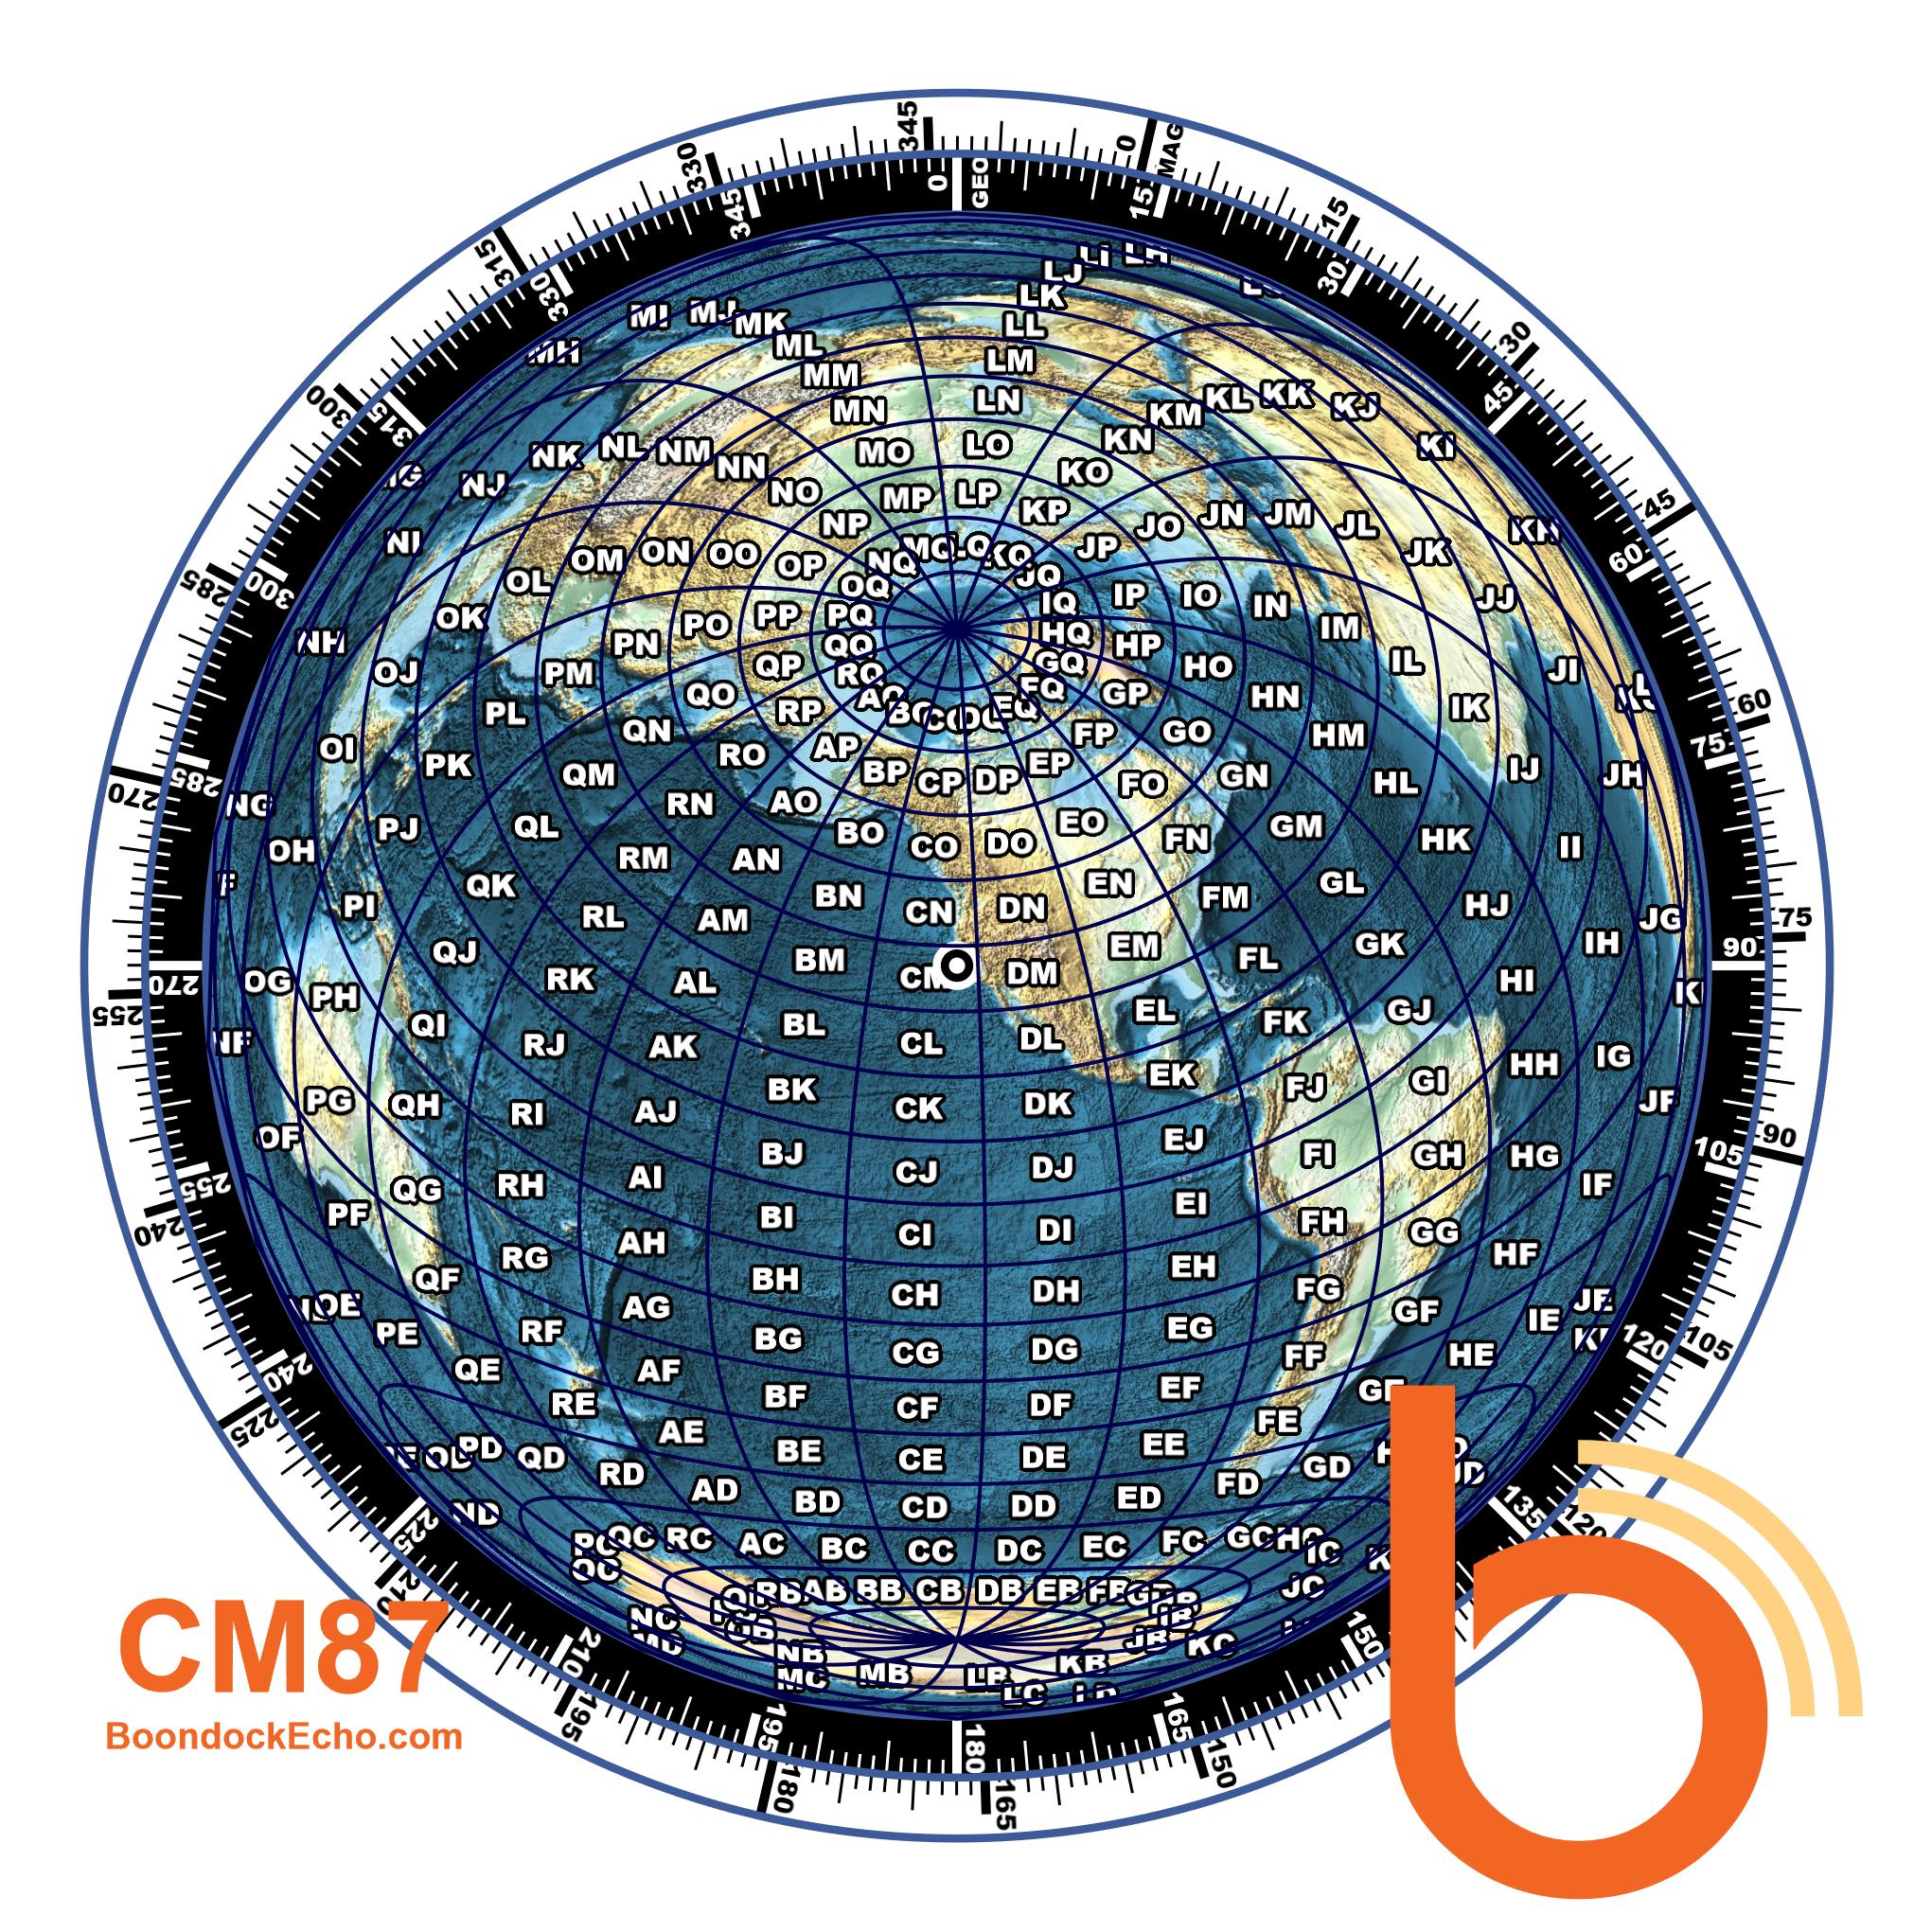 345
0
MAG
330
15
315
30
300
45
285
60
270
75
255
90
240
105
225
120
210
195
150
180
165
0
GEO
345
15
330
30
315
45
300
60
285
75
270
90
255
105
240
120
225
135
210
150
195
165
180
LJ LI LH
MI MJ LK
MH MK LL
ML LM
MM KL KK KJ
MN LN KM
NK NL NM MO LO KN KI
NJ NN KO
NO MP LP KP JN JM
NI NP JO JL KH
OM ON OO OP NQ MQ LQ KQ JP JK
OL OQ JQ IP IO IN JJ
OK PO PP PQ IQ IM
NH PN QQ HQ HP
OJ PM QP RQ GQ HO IL JI
PL QO RP AQ FQ GP HN IK
OI QN RO AP EQ FP GO HM
PK QM BP CP DP EP FO GN HL IJ JH
NG RN AO
PJ QL BO CO DO EO FN GM HK II
OH RM AN
PI QK BN CN DN EN FM GL HJ
RL AM JG
QJ BM EM FL GK IH
OG PH RK AL DM HI
QI BL EL FK GJ
NF RJ AK CL DL HH IG
BK EK FJ GI
PG QH RI AJ CK DK JF
OF BJ EJ FI GH HG
QG RH AI CJ DJ IF
PF BI EI FH GG
RG AH CI DI HF
QF BH EH FG
OE AG CH DH GF IE JE
PE RF BG EG FF HE
QE AF CG DG
RE BF CF DF EF
AE FE
PD QD BE CE DE EE
RD AD BD CD DD ED FD GD
ND
QC RC AC BC CC DC EC FC GC HC IC
PC
OC RB AB BB CB DB EB FB JC
NC IB
MD NB JB KC
MC MB LB KB
LC
CM87
BoondockEcho.com
b